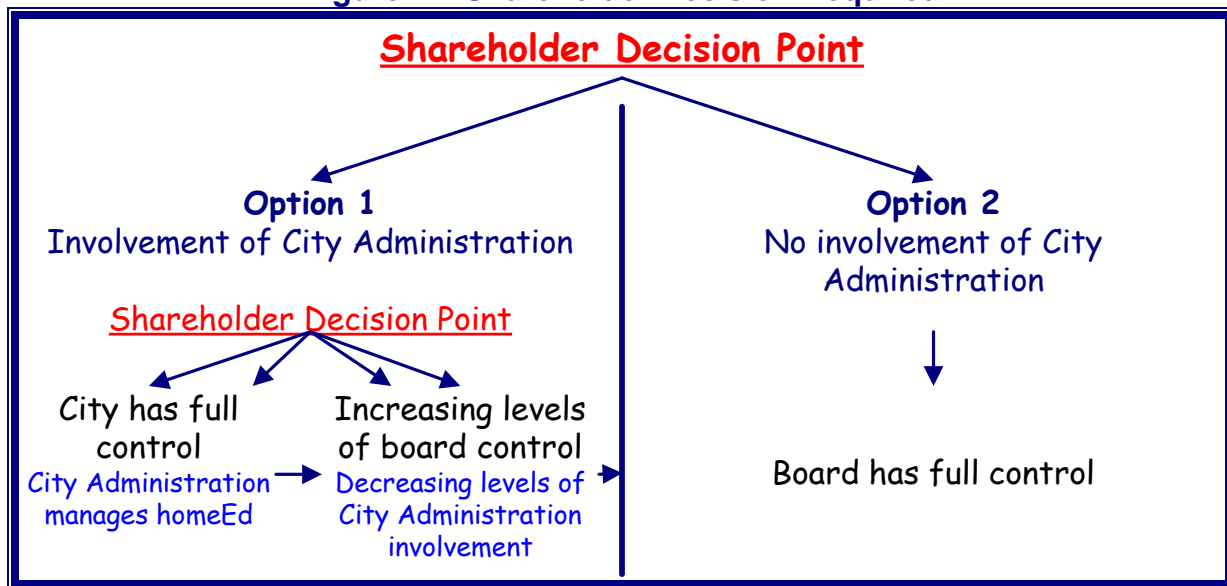 Shareholder Decision Point
Option 1
Involvement of City Administration
Shareholder Decision Point
City has full
control
City Administration
manages homeEd
Increasing levels
of board control
Decreasing levels of
City Administration
involvement
Option 2
No involvement of City
Administration
Board has full control